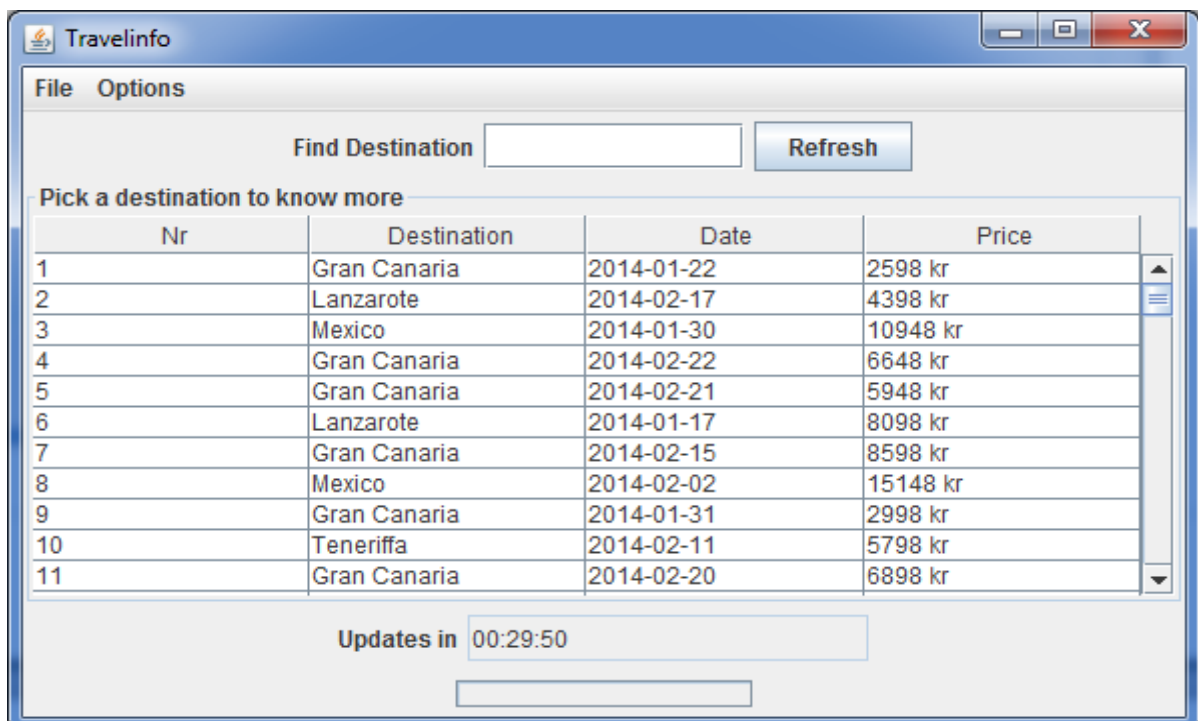 Travelinfo
File Options
Find Destination Refresh
Pick a destination to know more
Nr Destination Date Price
1 Gran Canaria 2014-01-22 2598 kr
2 Lanzarote 2014-02-17 4398 kr
3 Mexico 2014-01-30 10948 kr
4 Gran Canaria 2014-02-22 6648 kr
5 Gran Canaria 2014-02-21 5948 kr
6 Lanzarote 2014-01-17 8098 kr
7 Gran Canaria 2014-02-15 8598 kr
8 Mexico 2014-02-02 15148 kr
9 Gran Canaria 2014-01-31 2998 kr
10 Teneriffa 2014-02-11 5798 kr
11 Gran Canaria 2014-02-20 6898 kr
Updates in 00:29:50